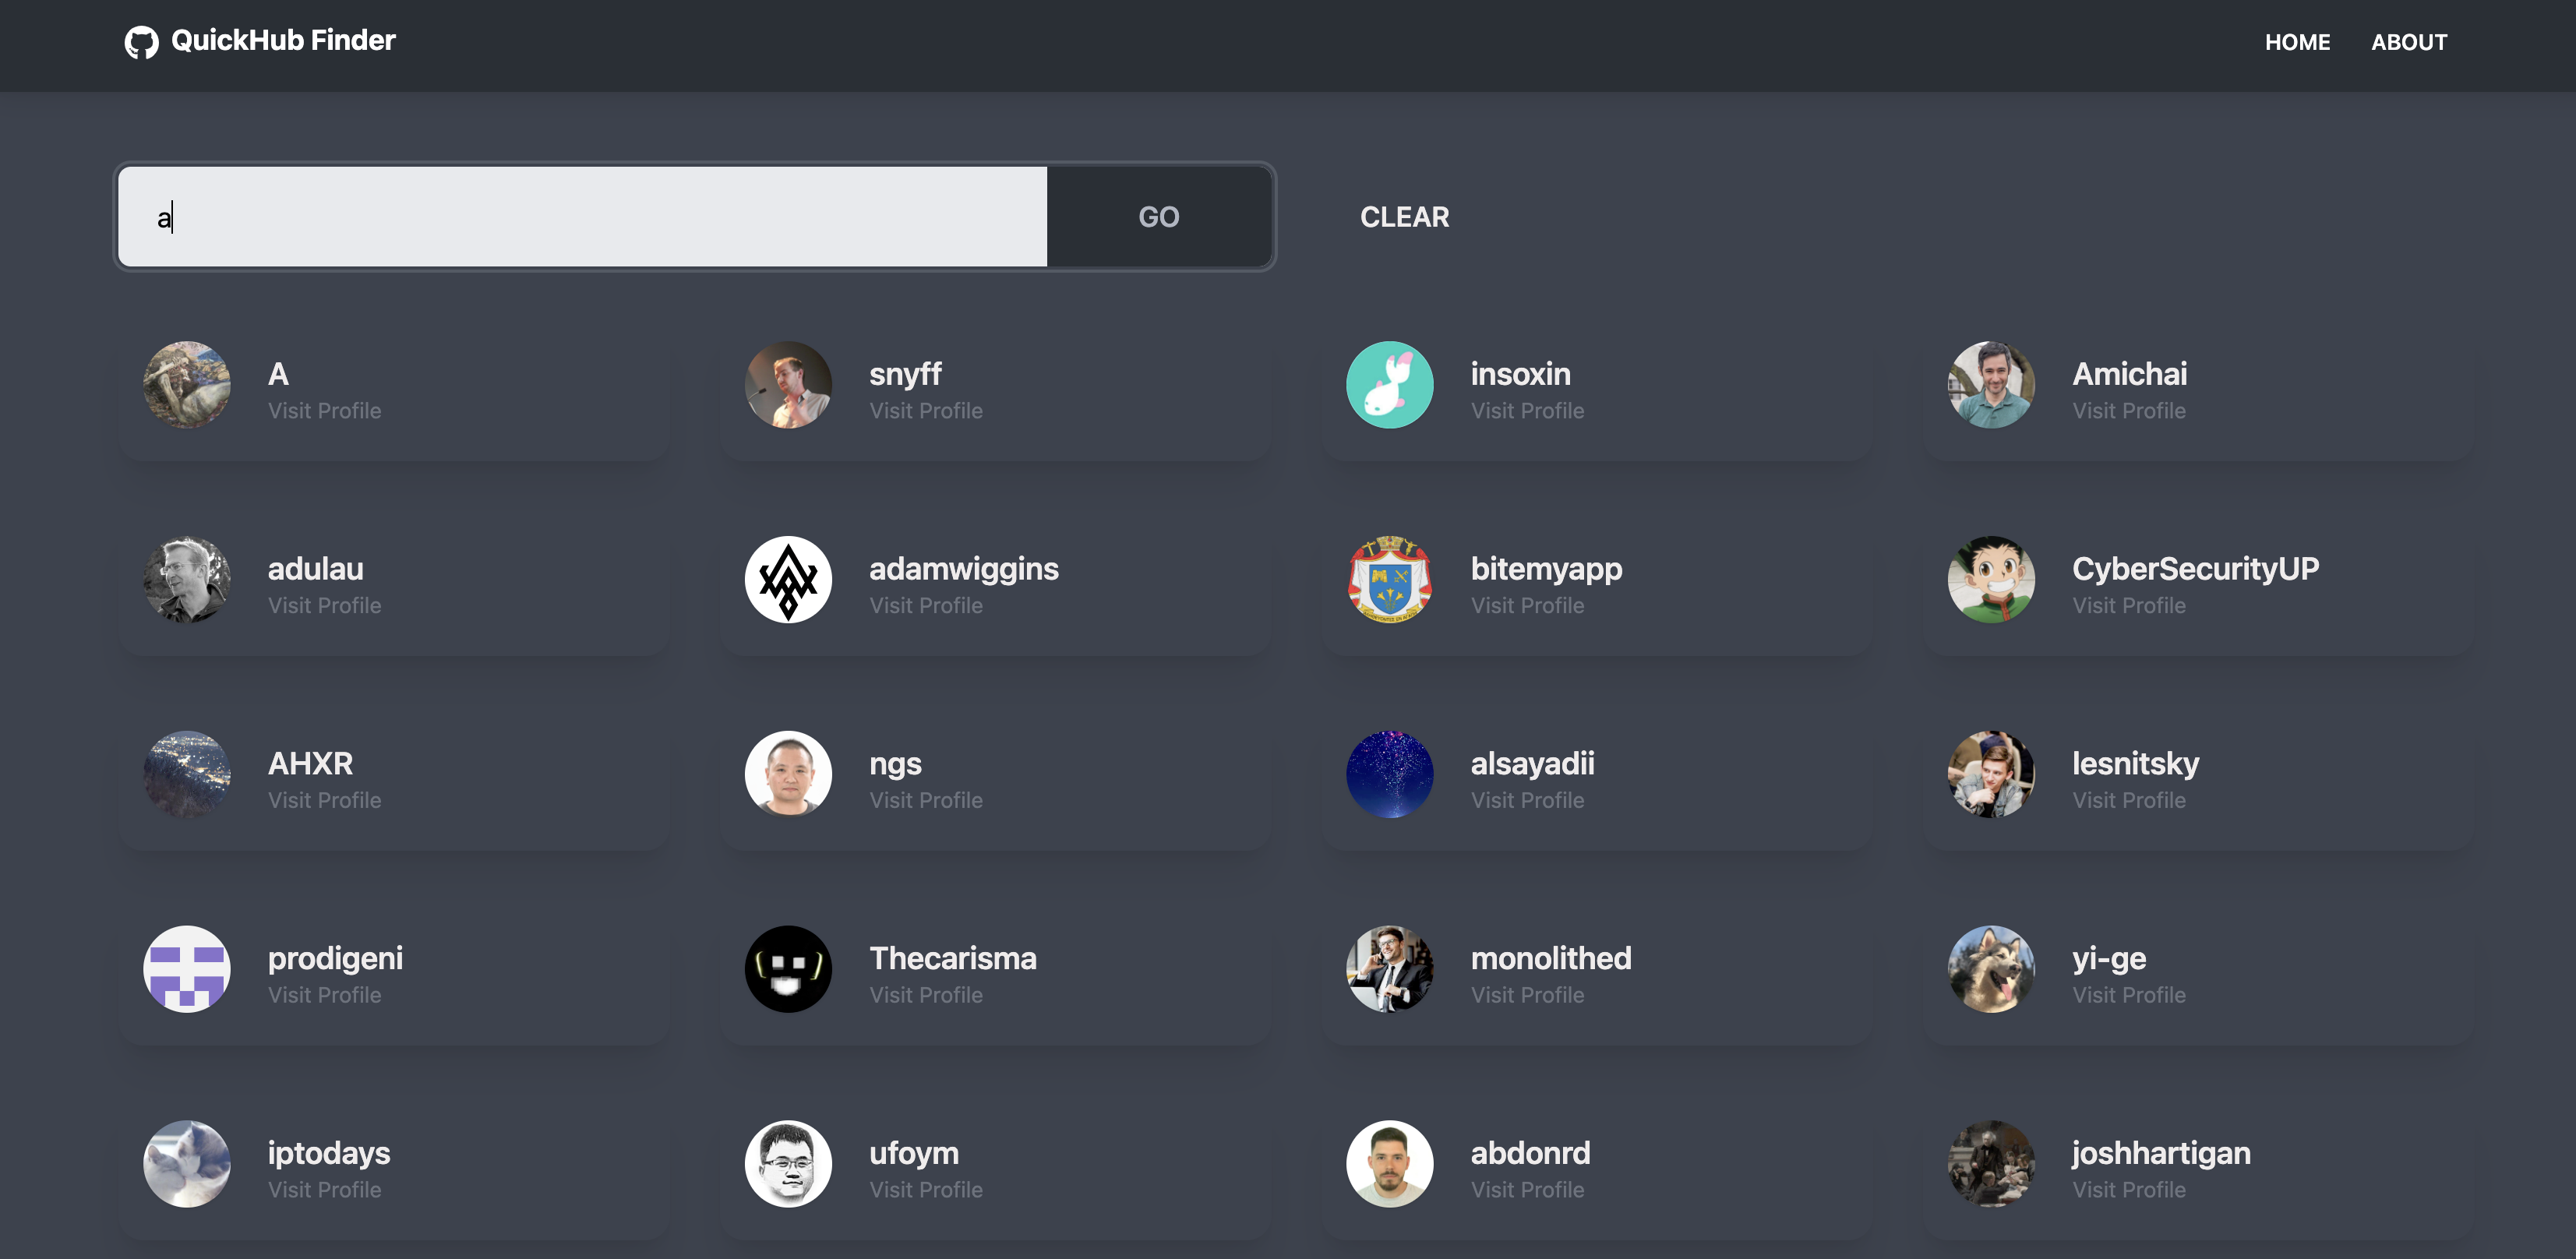 QuickHub Finder
HOME
ABOUT
a
GO
CLEAR
A
Visit Profile
snyff
Visit Profile
insoxin
Visit Profile
Amichai
Visit Profile
adulau
Visit Profile
adamwiggins
Visit Profile
bitemyapp
Visit Profile
CyberSecurityUP
Visit Profile
AHXR
Visit Profile
ngs
Visit Profile
alsayadii
Visit Profile
lesnitsky
Visit Profile
prodigeni
Visit Profile
Thecarisma
Visit Profile
monolithed
Visit Profile
yi-ge
Visit Profile
iptodays
Visit Profile
ufoym
Visit Profile
abdonrd
Visit Profile
joshhartigan
Visit Profile